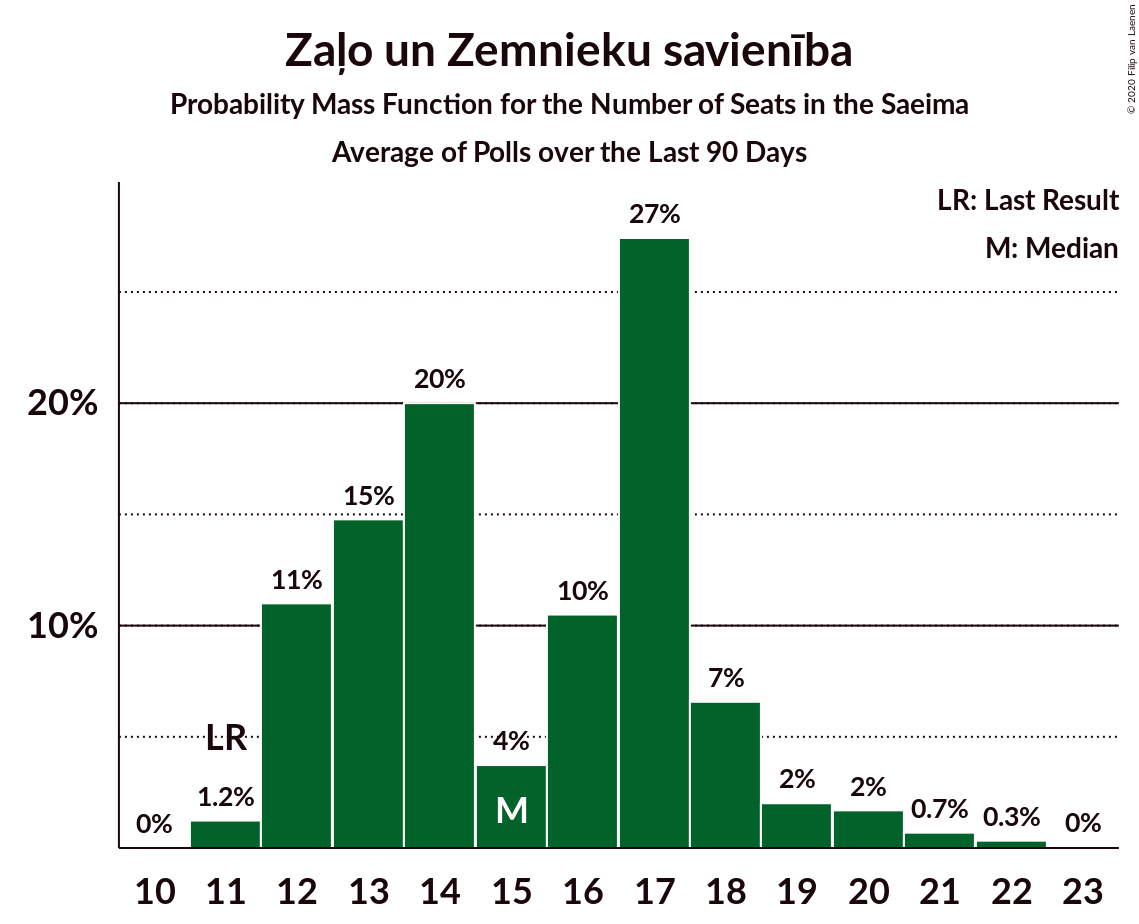 Zaļo un Zemnieku savienība
Probability Mass Function for the Number of Seats in the Saeima
Average of Polls over the Last 90 Days
© 2020 Filip van Laenen
LR: Last Result
M: Median
27%
20%
20%
15%
11%
10%
10%
7%
LR
4%
1.2%
M
2%
2%
0.7%
0.3%
0%
0%
10 11 12 13 14 15 16 17 18 19 20 21 22 23